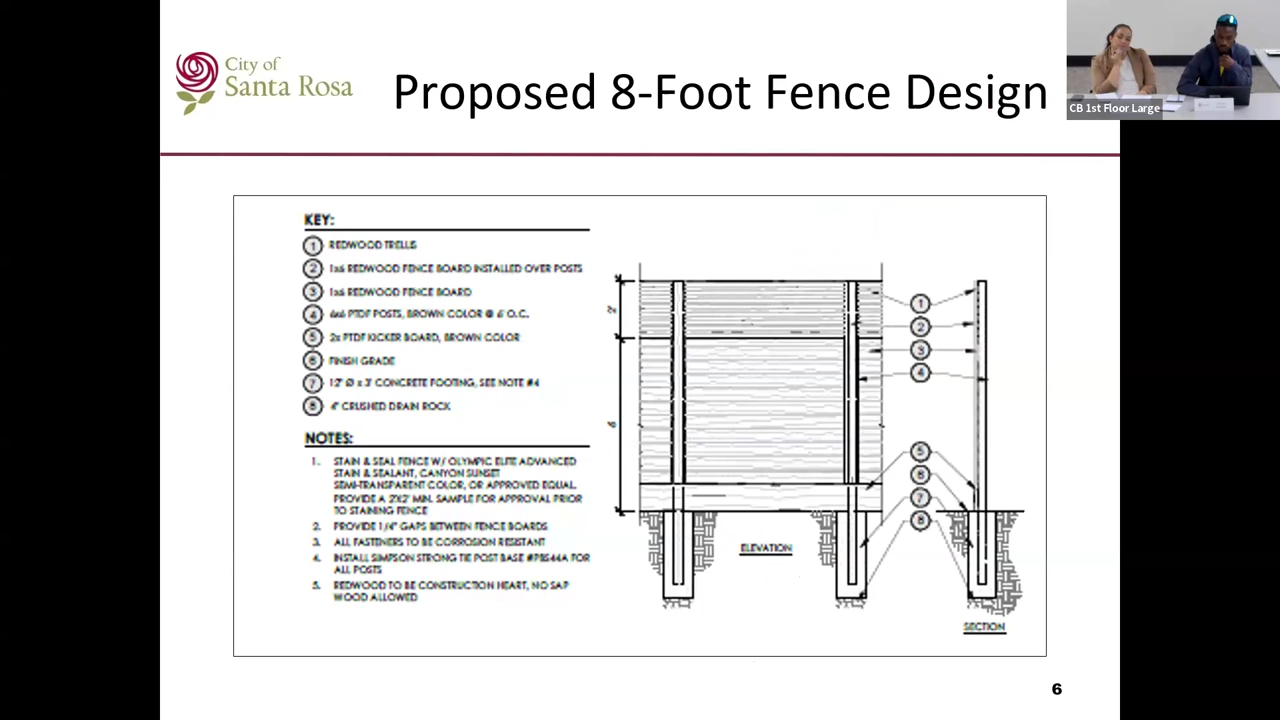 City of
Santa Rosa
Proposed 8-Foot Fence Design
CB 1st Floor Large
KEY:
1 REDWOOD TRELLIS
2 1x6 REDWOOD FENCE BOARD INSTALLED OVER POSTS
3 1x6 REDWOOD FENCE BOARD
4 6x6 PTDF POSTS, BROWN COLOR @ 6' O.C.
5 2x PTDF KICKER BOARD, BROWN COLOR
6 FINISH GRADE
7 12" Ø x 3' CONCRETE FOOTING, SEE NOTE #4
8 4" CRUSHED DRAIN ROCK
NOTES:
1. STAIN & SEAL FENCE W/ OLYMPIC ELITE ADVANCED
STAIN & SEALANT, CANYON SUNSET
SEMI-TRANSPARENT COLOR, OR APPROVED EQUAL.
PROVIDE A 2'X2' MIN. SAMPLE FOR APPROVAL PRIOR
TO STAINING FENCE
2. PROVIDE 1/4" GAPS BETWEEN FENCE BOARDS
3. ALL FASTENERS TO BE CORROSION RESISTANT
4. INSTALL SIMPSON STRONG TIE POST BASE #PBS44A FOR
ALL POSTS
5. REDWOOD TO BE CONSTRUCTION HEART, NO SAP
WOOD ALLOWED
2'
6'
1
2
3
4
5
6
7
8
ELEVATION
SECTION
6